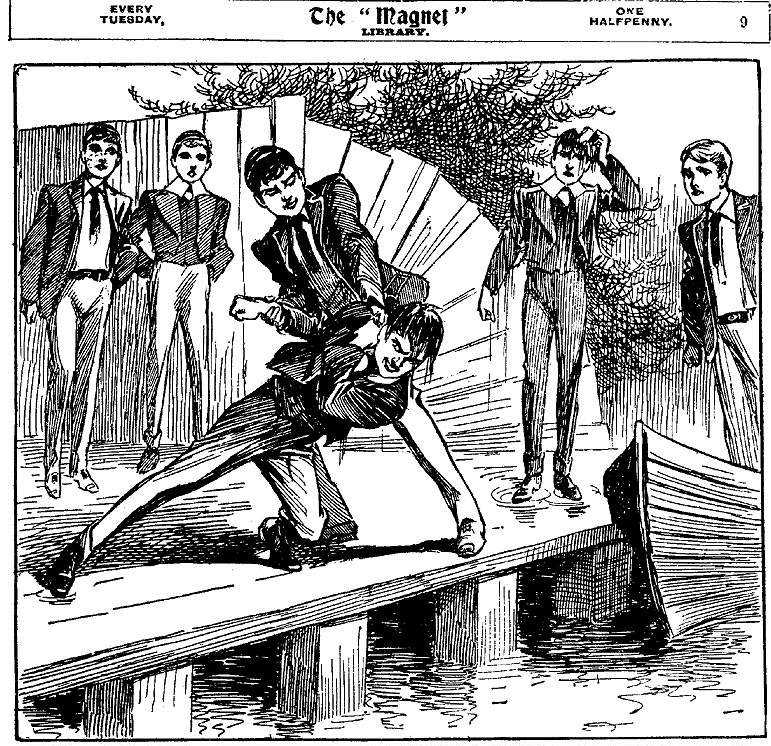 EVERY
TUESDAY,
The “Magnet”
LIBRARY.
ONE
HALFPENNY.
9